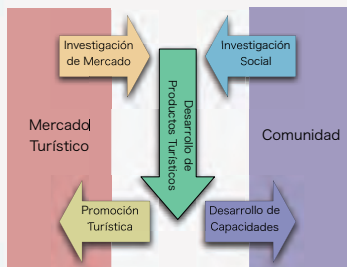 Investigación
de Mercado
Investigación
Social
Desarrollo de
Productos Turísticos
Mercado
Turístico
Comunidad
Promoción
Turística
Desarrollo de
Capacidades